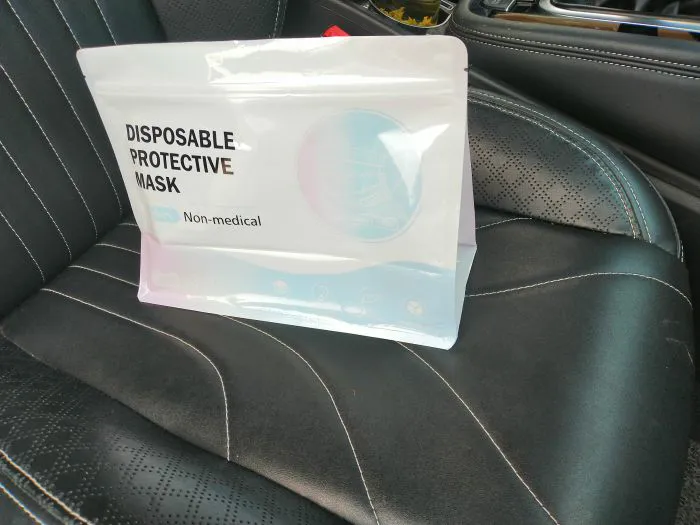 DISPOSABLE
PROTECTIVE
MASK
Non-medical